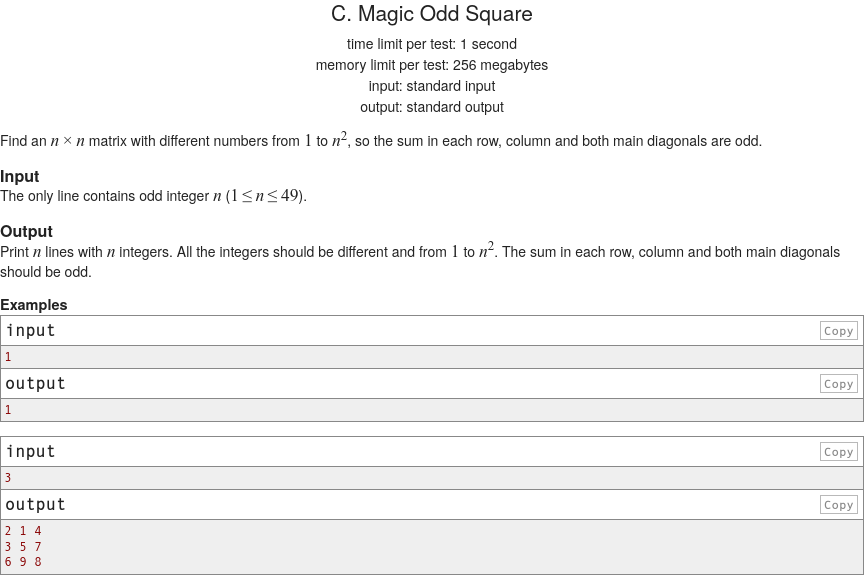 C. Magic Odd Square
time limit per test: 1 second
memory limit per test: 256 megabytes
input: standard input
output: standard output
Find an n × n matrix with different numbers from 1 to n², so the sum in each row, column and both main diagonals are odd.
Input
The only line contains odd integer n (1 ≤ n ≤ 49).
Output
Print n lines with n integers. All the integers should be different and from 1 to n². The sum in each row, column and both main diagonals
should be odd.
Examples
input Copy
1
output Copy
1
input Copy
3
output Copy
2 1 4
3 5 7
6 9 8